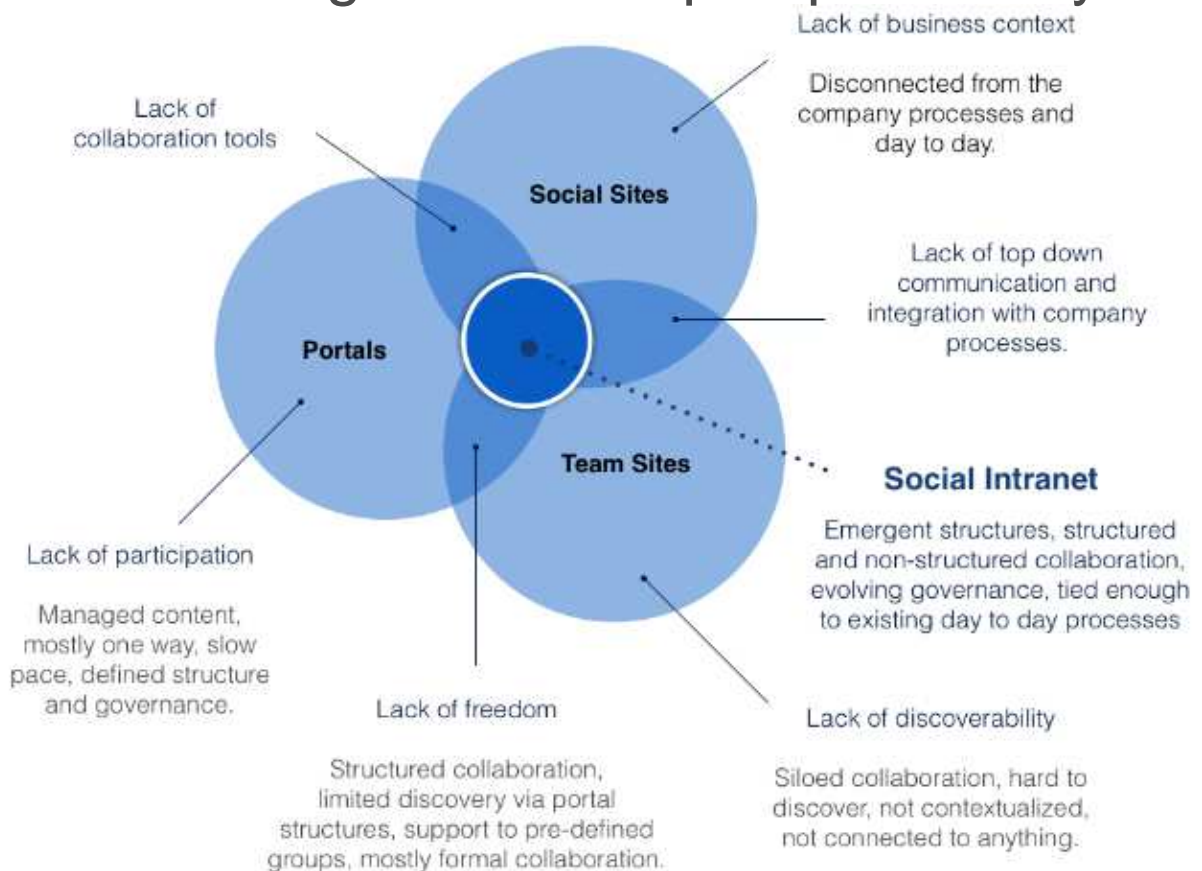 Lack of business context
Disconnected from the
company processes and
day to day.
Lack of
collaboration tools
Social Sites
Lack of top down
communication and
integration with company
processes.
Portals
Team Sites
Social Intranet
Emergent structures, structured
and non-structured collaboration,
evolving governance, tied enough
to existing day to day processes
Lack of participation
Managed content,
mostly one way, slow
pace, defined structure
and governance.
Lack of freedom
Structured collaboration,
limited discovery via portal
structures, support to pre-defined
groups, mostly formal collaboration.
Lack of discoverability
Siloed collaboration, hard to
discover, not contextualized,
not connected to anything.